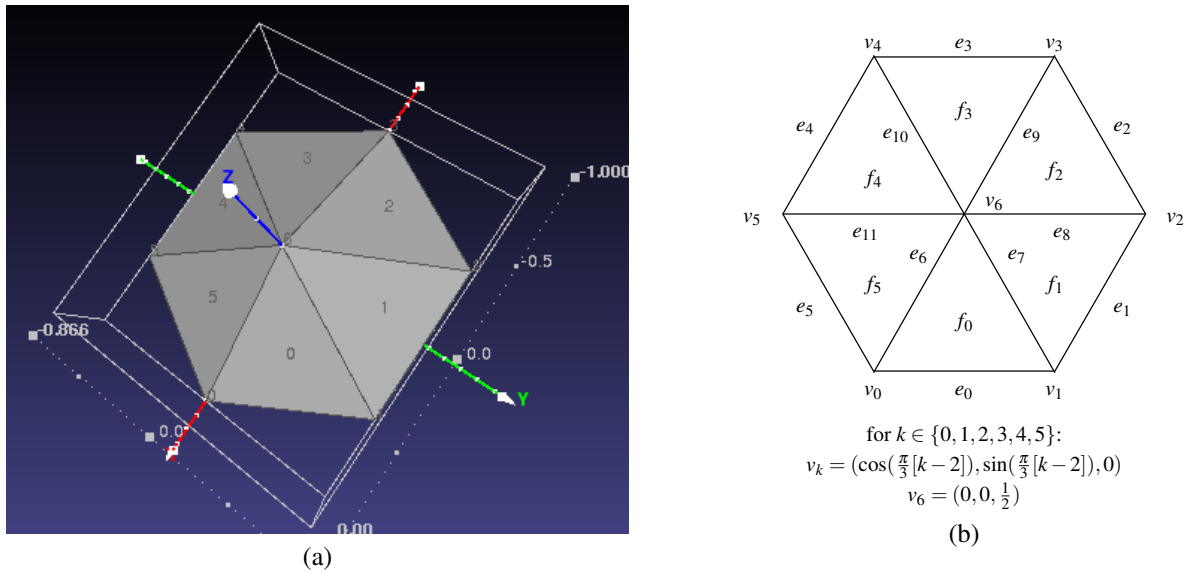 -1.000
3
Z
3
4
2
-0.5
5
1
-0.866
0
0.0
Y
0.0
0.00
(a)
v₄ e₃ v₃
f₃
e₄ e₁₀ e₉ e₂
f₄ f₂
v₅ v₆ v₂
e₁₁ e₈
e₆ e₇
e₅ f₅ f₁ e₁
f₀
v₀ e₀ v₁
for k ∈ {0,1,2,3,4,5}:
vₖ = (cos(π/3[k−2]), sin(π/3[k−2]), 0)
v₆ = (0,0,1/2)
(b)